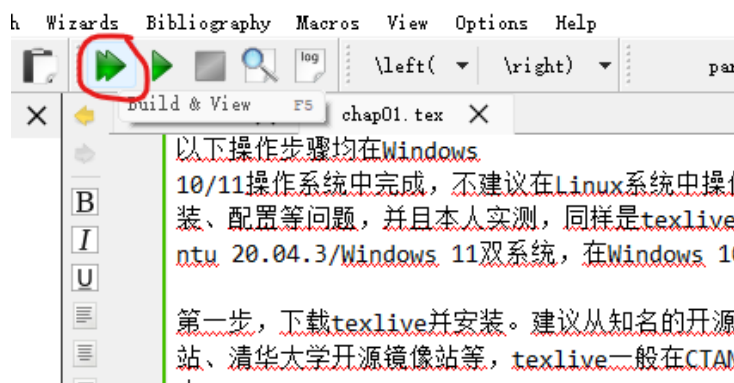 Wizards Bibliography Macros View Options Help
log \left( \right)
Build & View F5 chap01.tex
以下操作步骤均在Windows
10/11操作系统中完成，不建议在Linux系统中操
B
装、配置等问题，并且本人实测，同样是texlive
I
ntu 20.04.3/Windows 11双系统，在Windows
U
第一步，下载texlive并安装。建议从知名的开源
站、清华大学开源镜像站等，texlive一般在CTAN